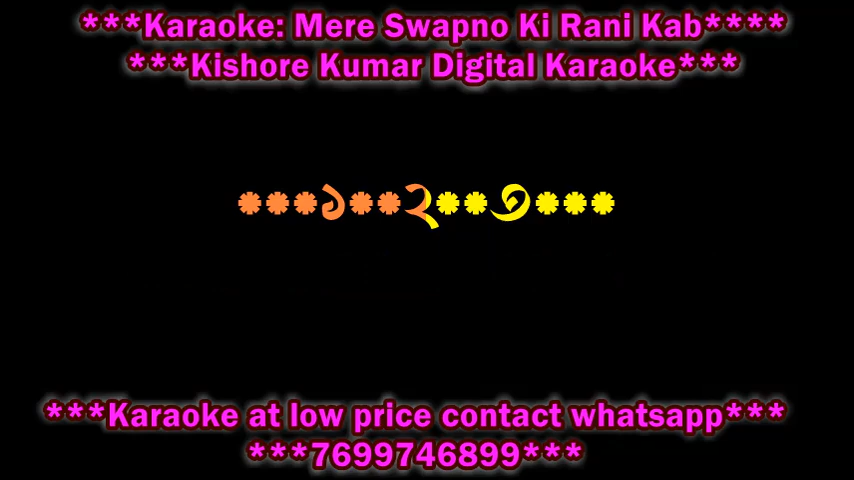 ***Karaoke: Mere Swapno Ki Rani Kab****
***Kishore Kumar Digital Karaoke***
***১**২**৩***
***Karaoke at low price contact whatsapp***
***7699746899***